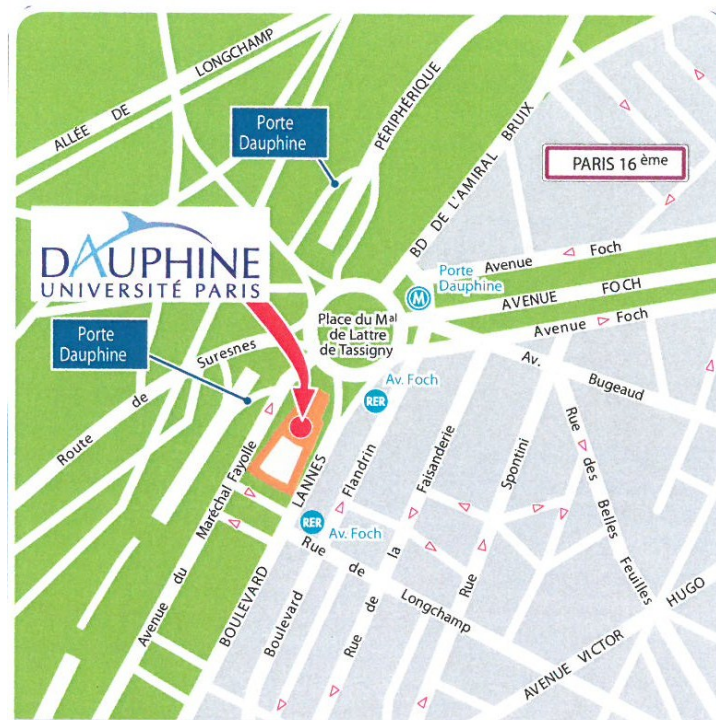 ALLÉE DE LONGCHAMP
Porte
Dauphine
PÉRIPHÉRIQUE
BD DE L'AMIRAL BRUIX
PARIS 16 ème
DAUPHINE
UNIVERSITÉ PARIS
Porte
Dauphine
M
Avenue Foch
AVENUE FOCH
Avenue Foch
Place du Mal
de Lattre
de Tassigny
Porte
Dauphine
Route de Suresnes
Av. Foch
RER
Av. Bugeaud
Avenue du Maréchal Fayolle
BOULEVARD LANNES
RER
Av. Foch
Boulevard Flandrin
Rue de la Faisanderie
Rue Spontini
Rue des Belles Feuilles
Rue de Longchamp
AVENUE VICTOR HUGO